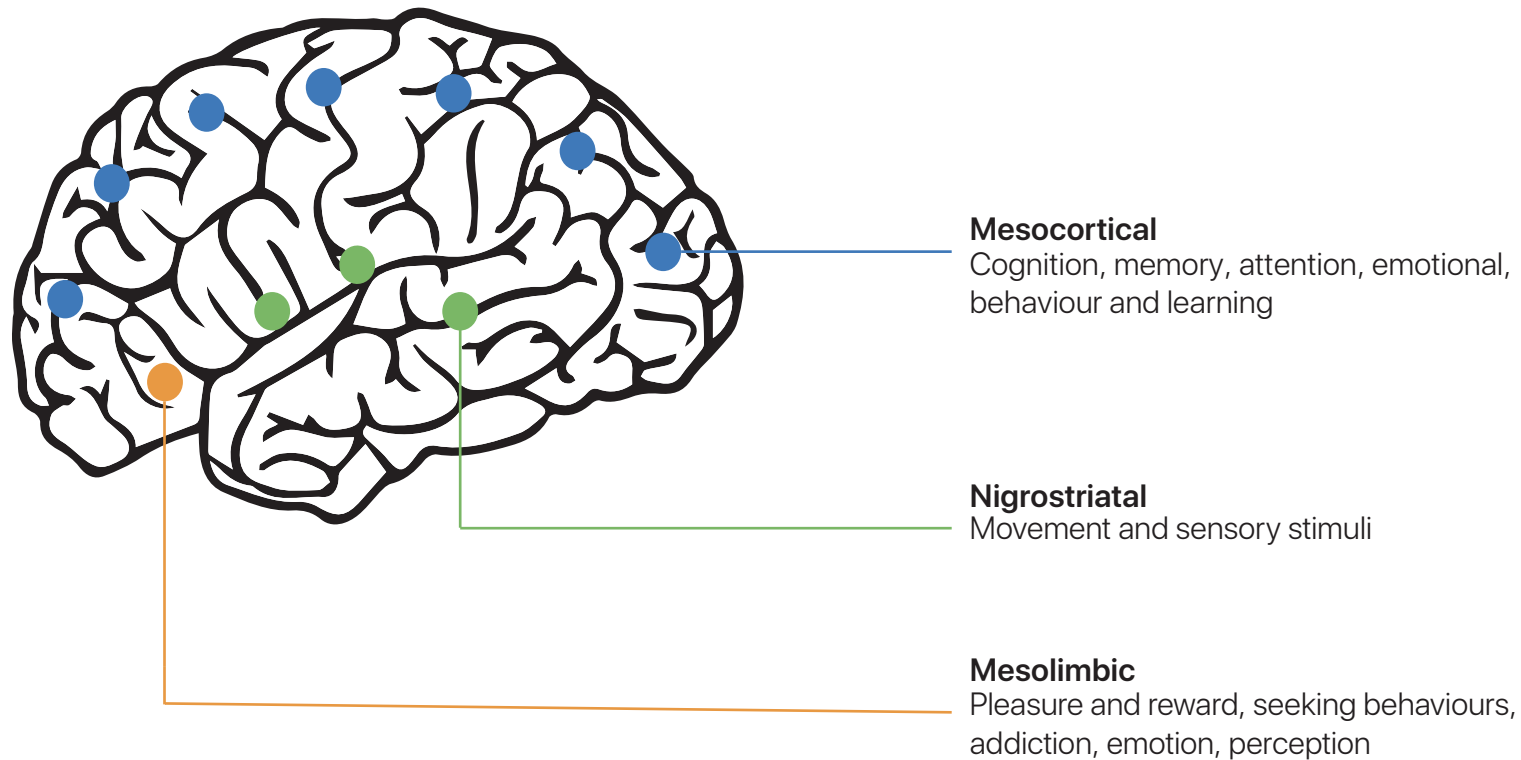 Mesocortical
Cognition, memory, attention, emotional,
behaviour and learning
Nigrostriatal
Movement and sensory stimuli
Mesolimbic
Pleasure and reward, seeking behaviours,
addiction, emotion, perception